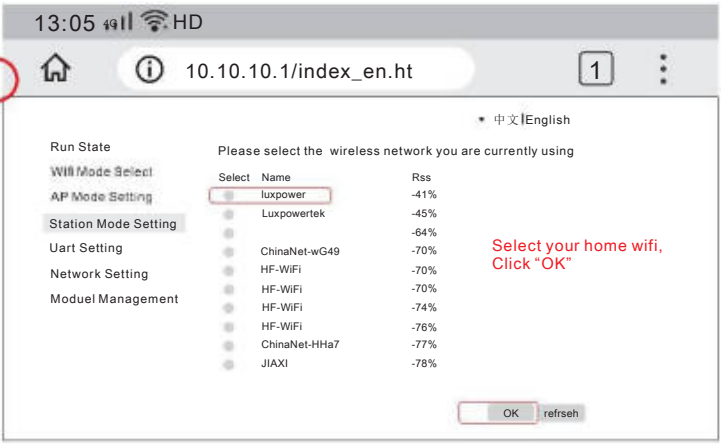 13:05 4G HD
10.10.10.1/index_en.ht 1
中文 English
Run State
Wifi Mode Select
AP Mode Setting
Station Mode Setting
Uart Setting
Network Setting
Moduel Management
Please select the wireless network you are currently using
Select Name Rss
luxpower -41%
Luxpowertek -45%
-64%
ChinaNet-wG49 -70%
HF-WiFi -70%
HF-WiFi -70%
HF-WiFi -74%
HF-WiFi -76%
ChinaNet-HHa7 -77%
JIAXI -78%
Select your home wifi,
Click “OK”
OK refrseh